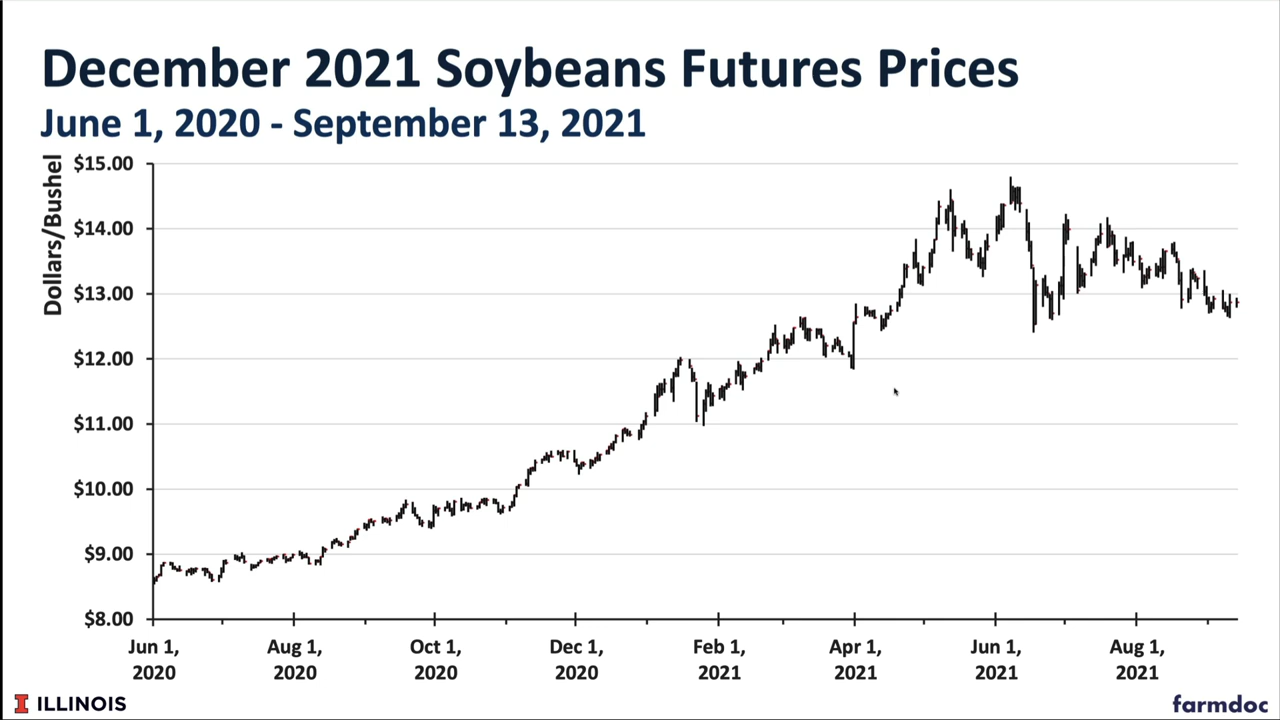 December 2021 Soybeans Futures Prices
June 1, 2020 - September 13, 2021
Dollars/Bushel
$15.00
$14.00
$13.00
$12.00
$11.00
$10.00
$9.00
$8.00
Jun 1, 2020
Aug 1, 2020
Oct 1, 2020
Dec 1, 2020
Feb 1, 2021
Apr 1, 2021
Jun 1, 2021
Aug 1, 2021
I ILLINOIS
farmdoc